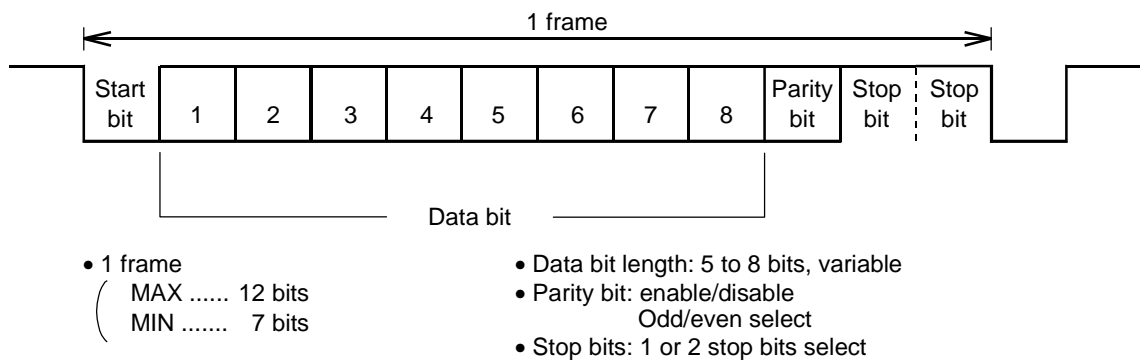 1 frame
Start bit
1 2 3 4 5 6 7 8
Parity bit
Stop bit
Stop bit
Data bit
• 1 frame
MAX ...... 12 bits
MIN ....... 7 bits
• Data bit length: 5 to 8 bits, variable
• Parity bit: enable/disable
Odd/even select
• Stop bits: 1 or 2 stop bits select